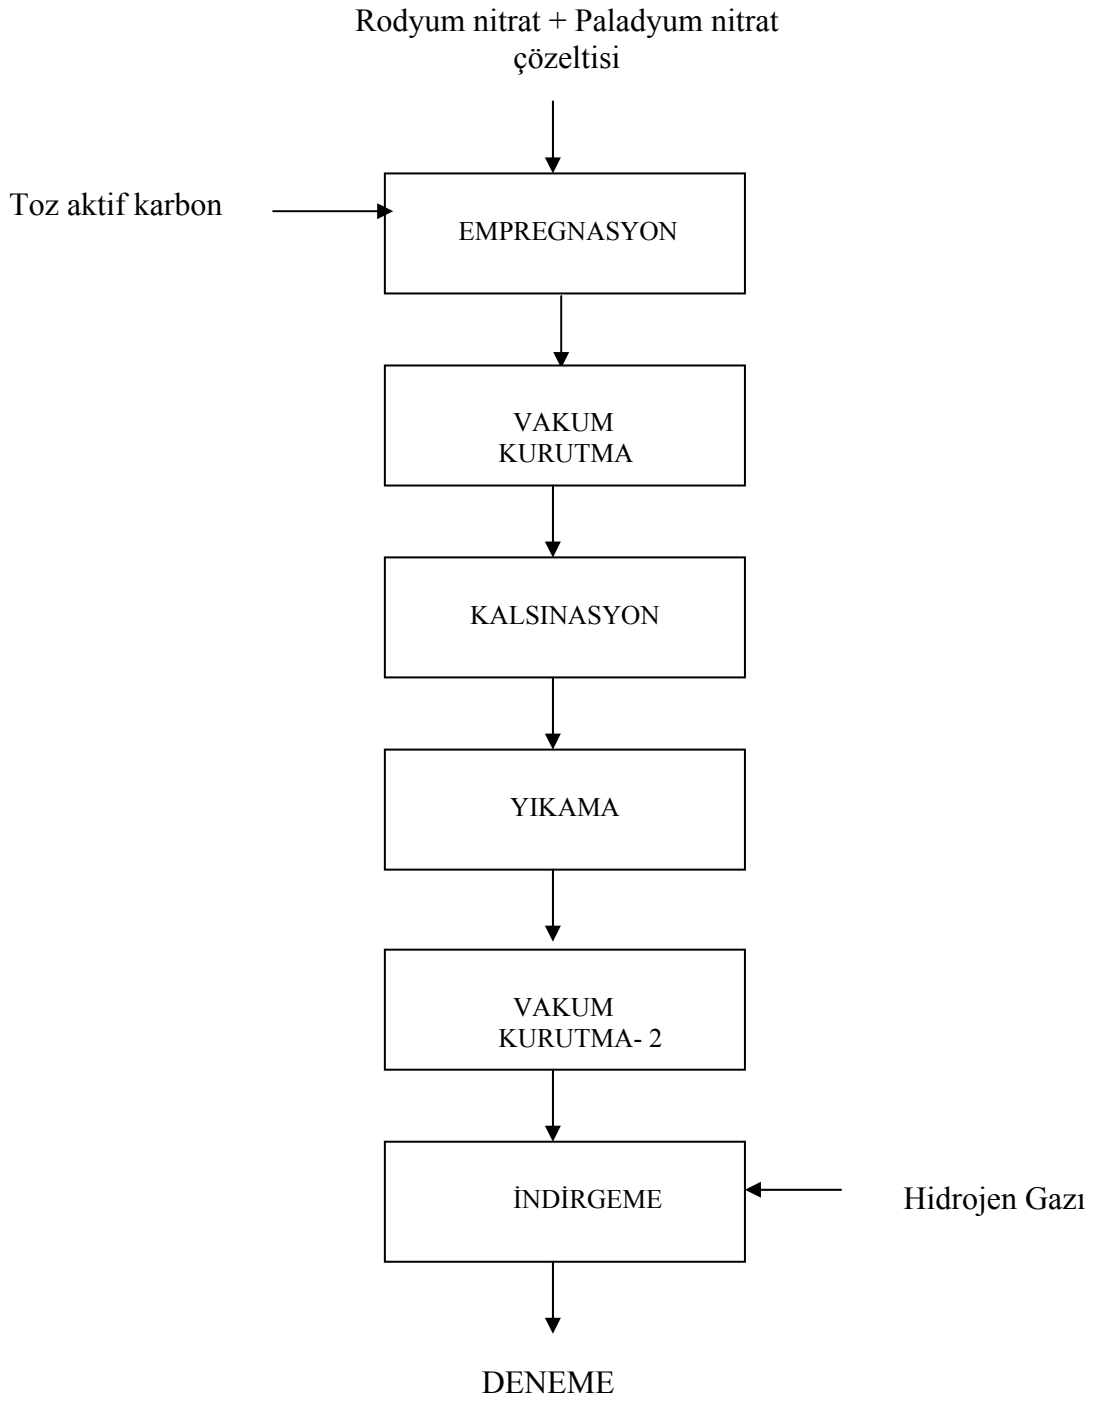 Rodyum nitrat + Paladyum nitrat
çözeltisi
Toz aktif karbon
EMPREGNASYON
VAKUM
KURUTMA
KALSINASYON
YIKAMA
VAKUM
KURUTMA- 2
İNDİRGEME
Hidrojen Gazı
DENEME